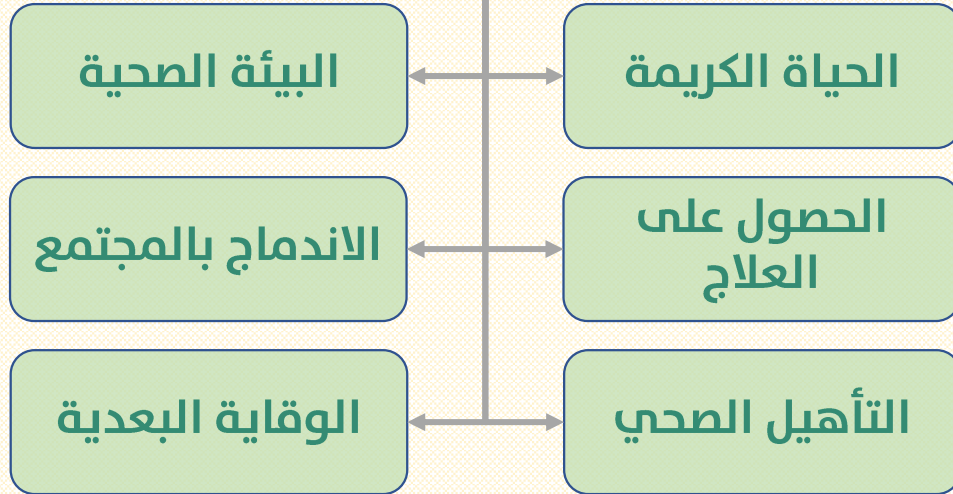 الحياة الكريمة
البيئة الصحية
الحصول على
العلاج
الاندماج بالمجتمع
التأهيل الصحي
الوقاية البعدية